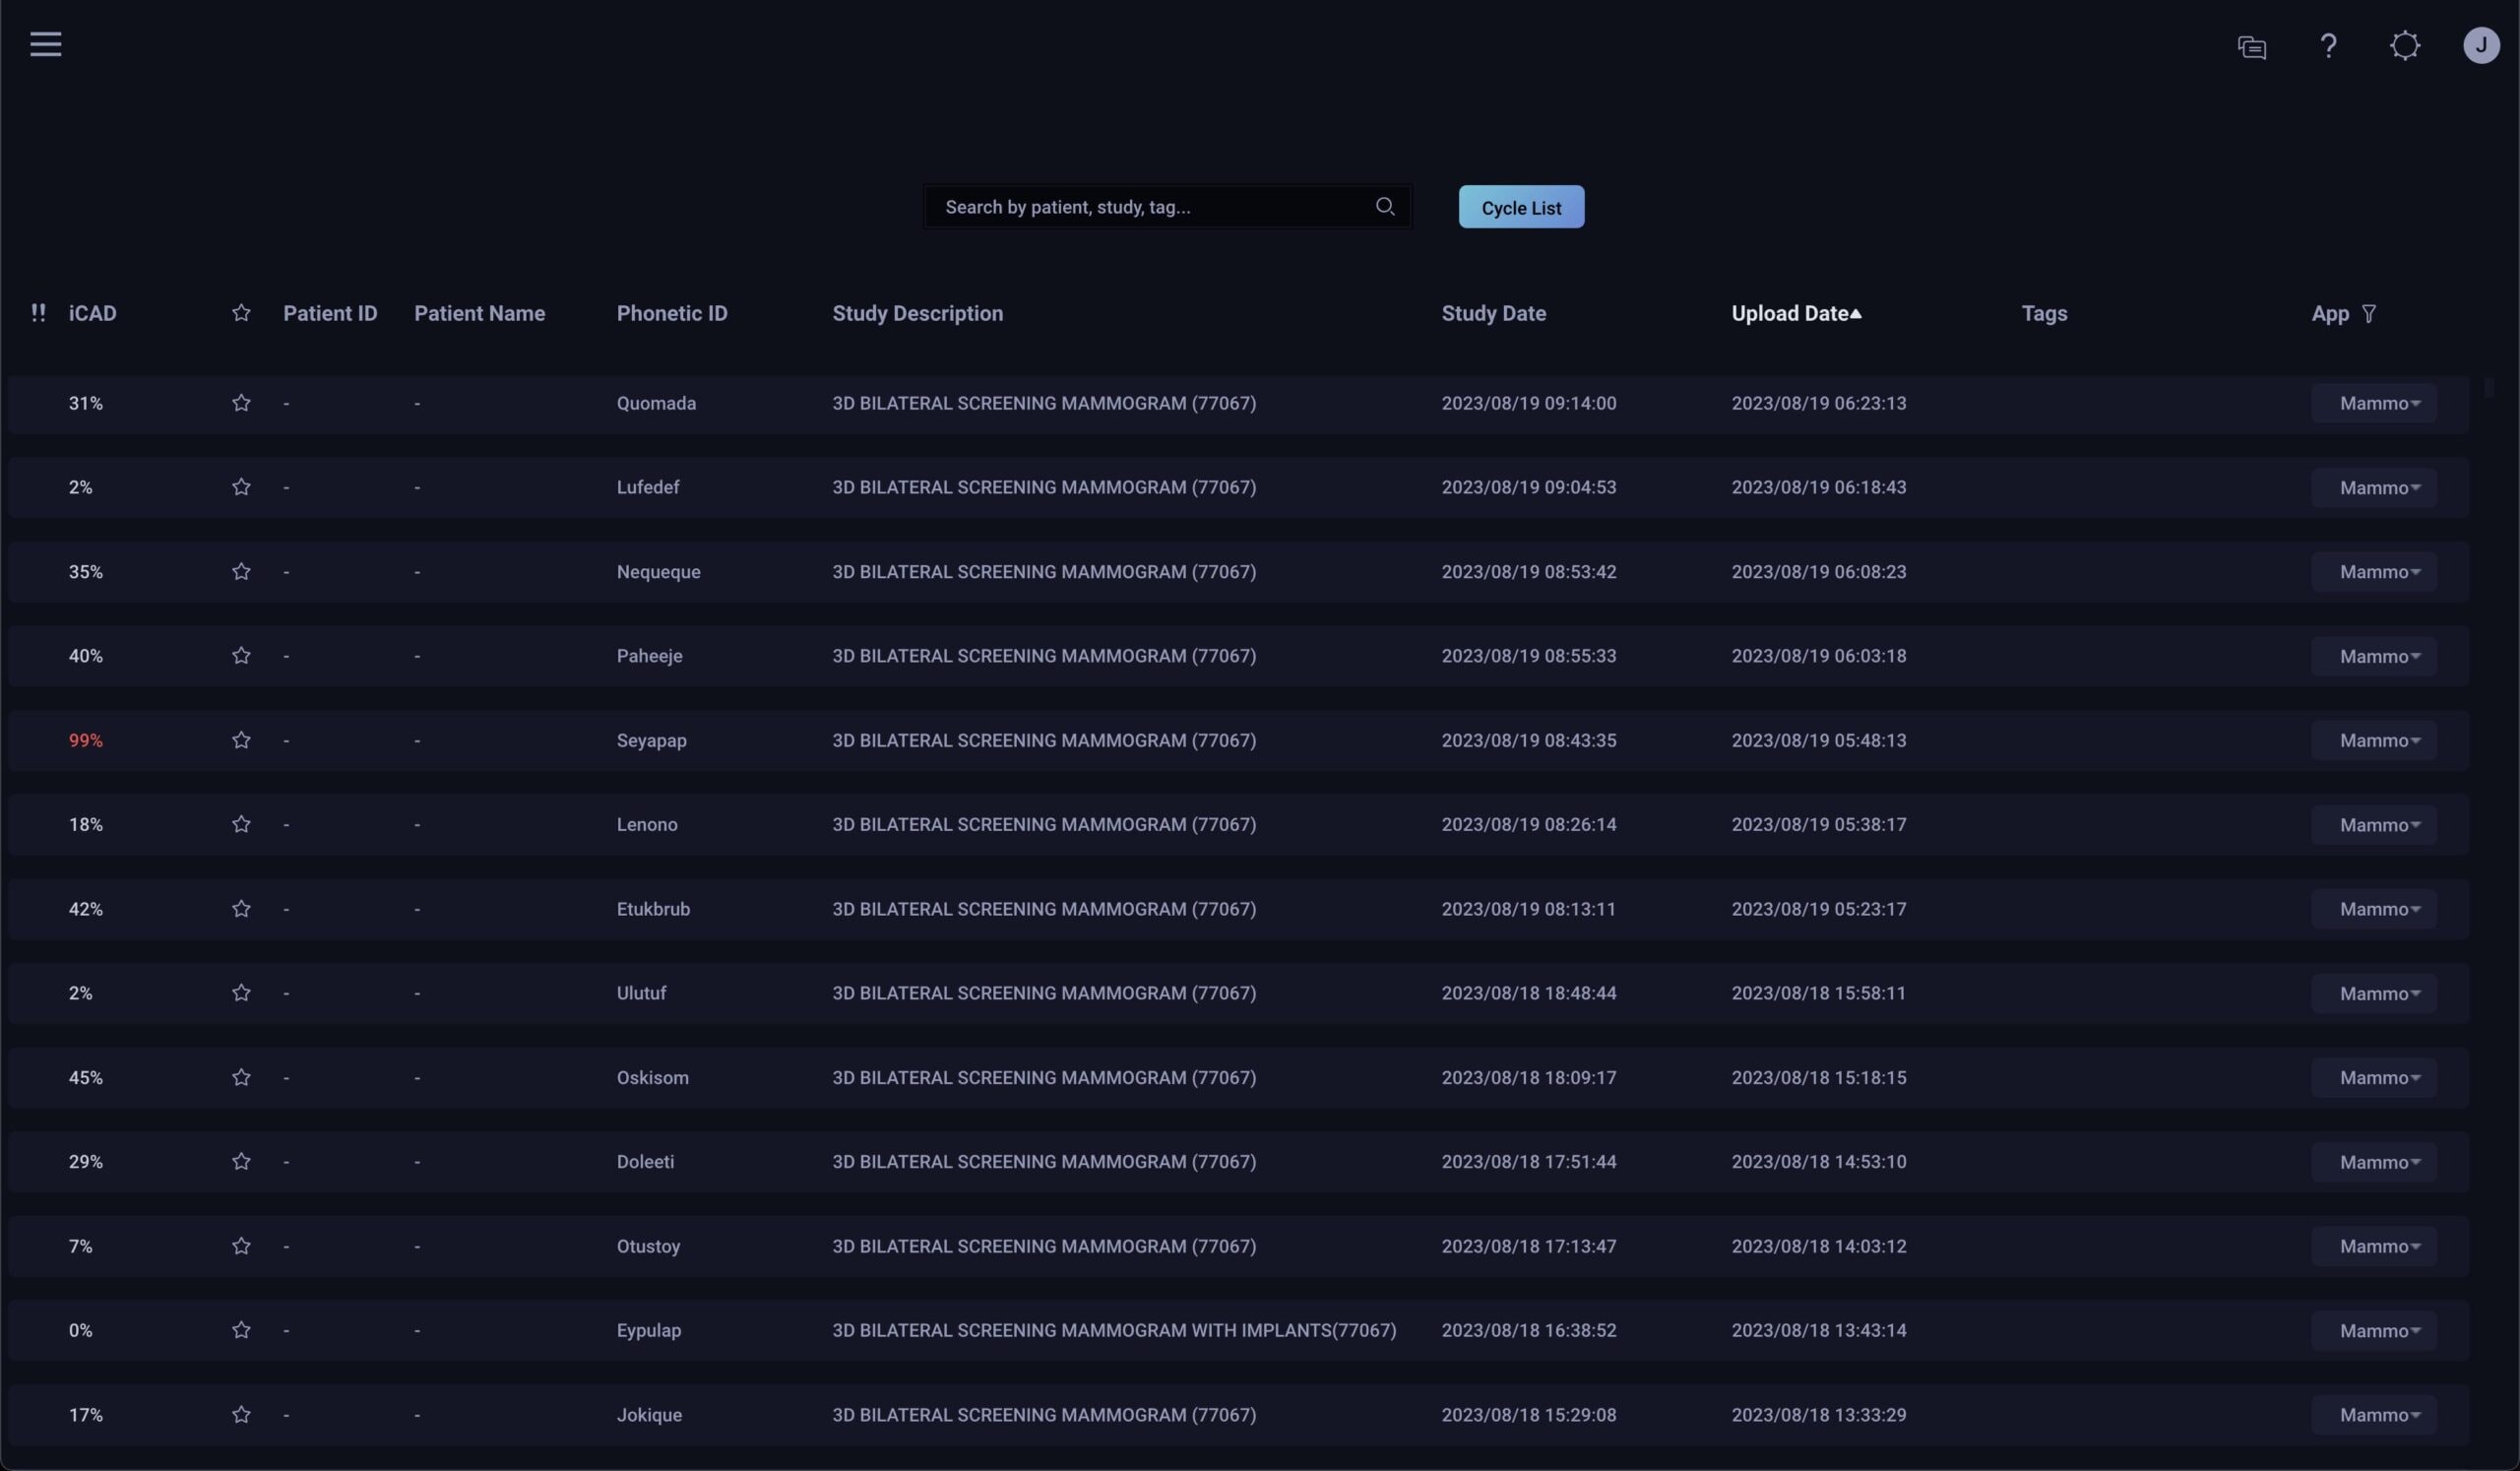 J
Search by patient, study, tag...
Cycle List
!! iCAD Patient ID Patient Name Phonetic ID Study Description Study Date Upload Date Tags App
31% - - Quomada 3D BILATERAL SCREENING MAMMOGRAM (77067) 2023/08/19 09:14:00 2023/08/19 06:23:13 Mammo
2% - - Lufedef 3D BILATERAL SCREENING MAMMOGRAM (77067) 2023/08/19 09:04:53 2023/08/19 06:18:43 Mammo
35% - - Nequeque 3D BILATERAL SCREENING MAMMOGRAM (77067) 2023/08/19 08:53:42 2023/08/19 06:08:23 Mammo
40% - - Paheeje 3D BILATERAL SCREENING MAMMOGRAM (77067) 2023/08/19 08:55:33 2023/08/19 06:03:18 Mammo
99% - - Seyapap 3D BILATERAL SCREENING MAMMOGRAM (77067) 2023/08/19 08:43:35 2023/08/19 05:48:13 Mammo
18% - - Lenono 3D BILATERAL SCREENING MAMMOGRAM (77067) 2023/08/19 08:26:14 2023/08/19 05:38:17 Mammo
42% - - Etukbrub 3D BILATERAL SCREENING MAMMOGRAM (77067) 2023/08/19 08:13:11 2023/08/19 05:23:17 Mammo
2% - - Ulutuf 3D BILATERAL SCREENING MAMMOGRAM (77067) 2023/08/18 18:48:44 2023/08/18 15:58:11 Mammo
45% - - Oskisom 3D BILATERAL SCREENING MAMMOGRAM (77067) 2023/08/18 18:09:17 2023/08/18 15:18:15 Mammo
29% - - Doleeti 3D BILATERAL SCREENING MAMMOGRAM (77067) 2023/08/18 17:51:44 2023/08/18 14:53:10 Mammo
7% - - Otustoy 3D BILATERAL SCREENING MAMMOGRAM (77067) 2023/08/18 17:13:47 2023/08/18 14:03:12 Mammo
0% - - Eypulap 3D BILATERAL SCREENING MAMMOGRAM WITH IMPLANTS(77067) 2023/08/18 16:38:52 2023/08/18 13:43:14 Mammo
17% - - Jokique 3D BILATERAL SCREENING MAMMOGRAM (77067) 2023/08/18 15:29:08 2023/08/18 13:33:29 Mammo